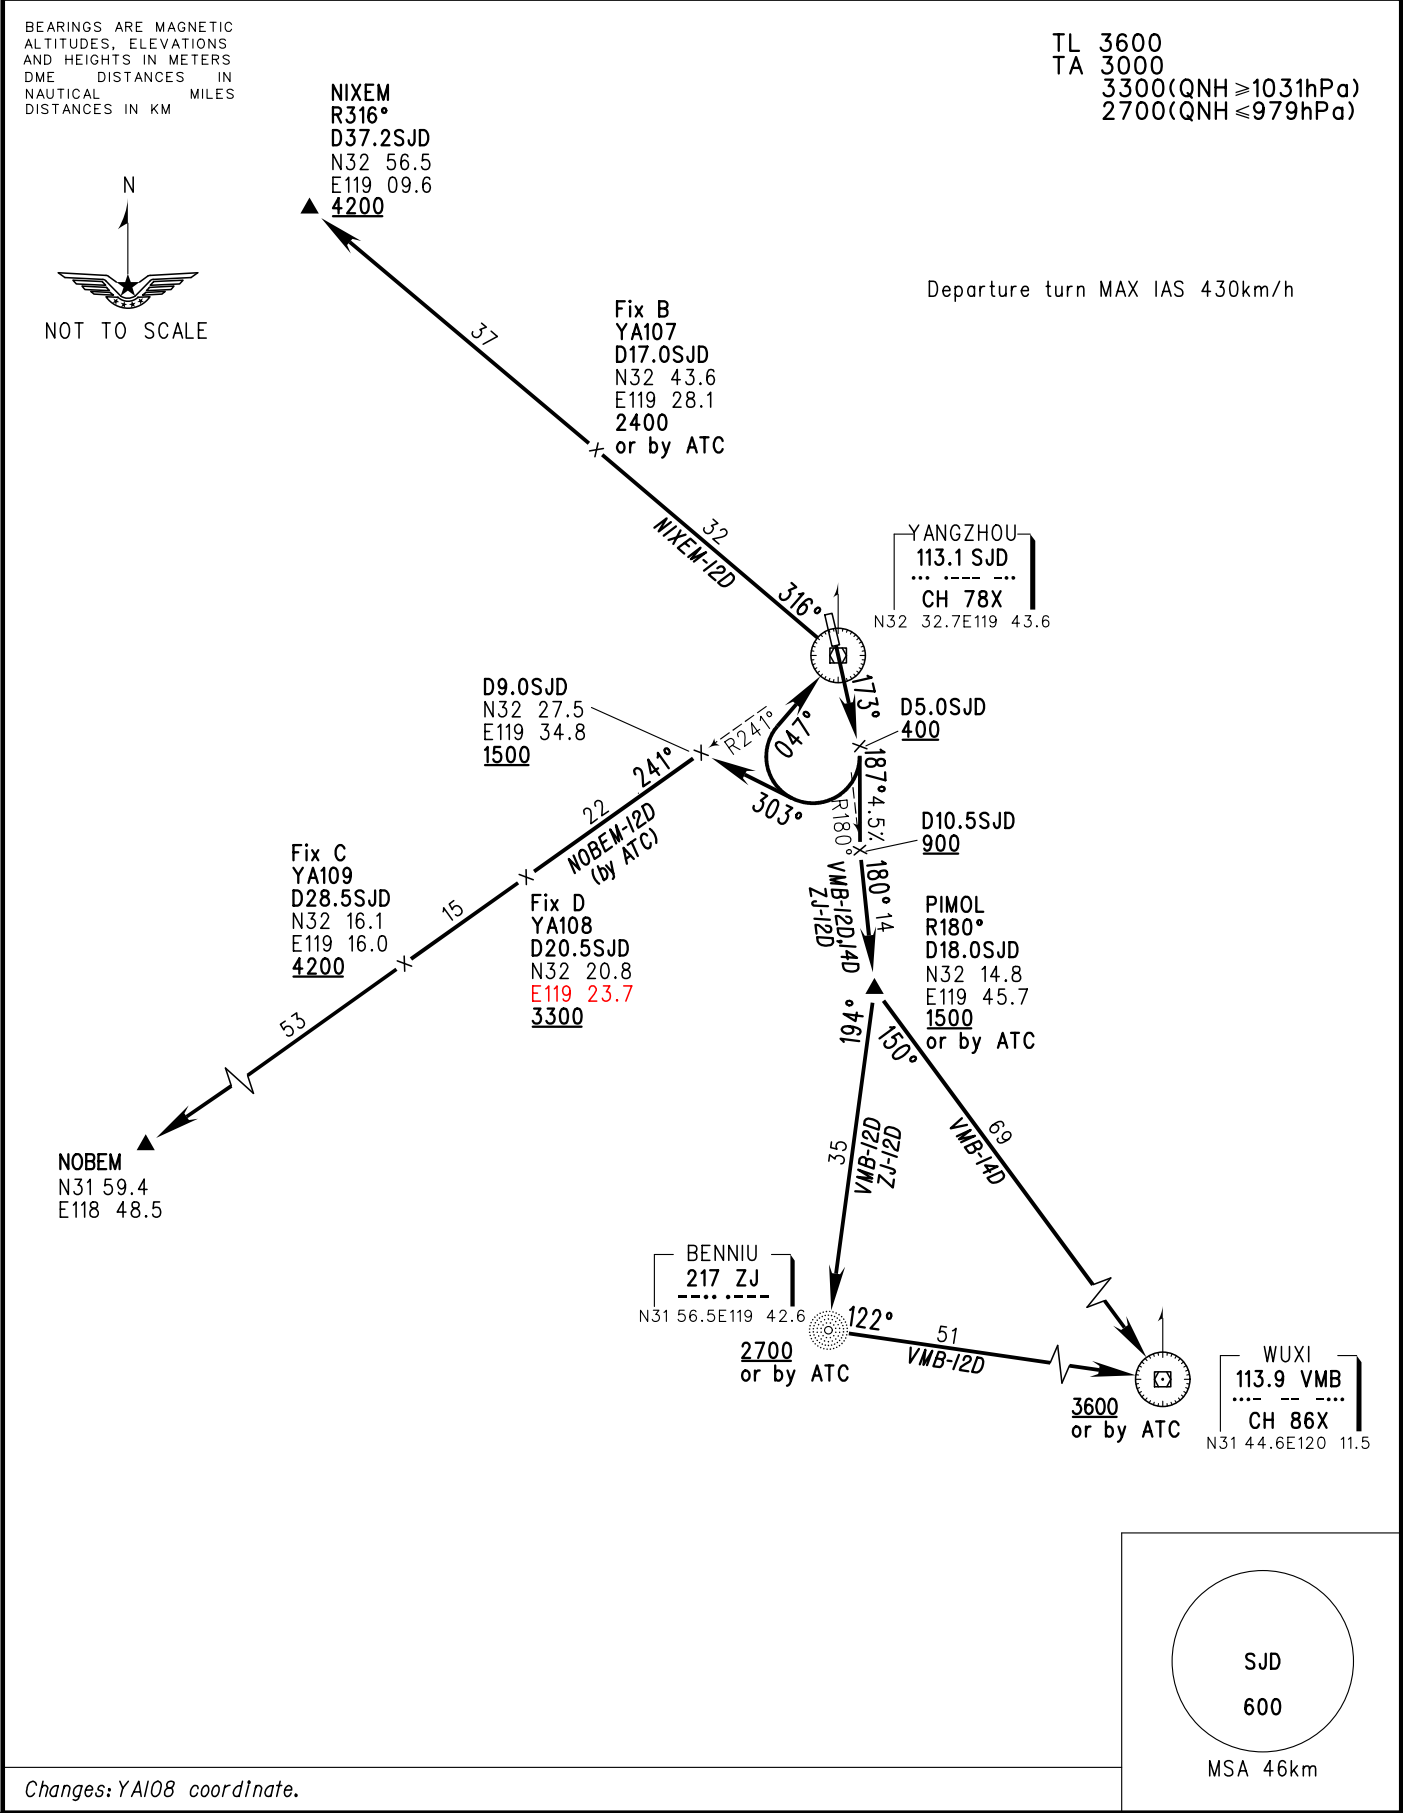 BEARINGS ARE MAGNETIC
ALTITUDES, ELEVATIONS
AND HEIGHTS IN METERS
DME DISTANCES IN
NAUTICAL MILES
DISTANCES IN KM
TL 3600
TA 3000
3300(QNH ≥1031hPa)
2700(QNH ≤979hPa)
NIXEM
R316°
D37.2SJD
N32 56.5
E119 09.6
4200
N
NOT TO SCALE
Departure turn MAX IAS 430km/h
37
Fix B
YA107
D17.0SJD
N32 43.6
E119 28.1
2400
or by ATC
32
NIXEM-12D
316°
YANGZHOU
113.1 SJD
••• •--- -••
CH 78X
N32 32.7E119 43.6
D9.0SJD
N32 27.5
E119 34.8
1500
R241°
047°
173°
D5.0SJD
400
241°
303°
187°
4.5%
R180°
D10.5SJD
900
22
NOBEM-12D
(by ATC)
Fix C
YA109
D28.5SJD
N32 16.1
E119 16.0
4200
15
Fix D
YA108
D20.5SJD
N32 20.8
E119 23.7
3300
180°
14
VMB-12D,14D
ZJ-12D
PIMOL
R180°
D18.0SJD
N32 14.8
E119 45.7
1500
or by ATC
53
194°
150°
NOBEM
N31 59.4
E118 48.5
35
VMB-12D
ZJ-12D
69
VMB-14D
BENNIU
217 ZJ
--•• •---
N31 56.5E119 42.6
2700
or by ATC
122°
51
VMB-12D
3600
or by ATC
WUXI
113.9 VMB
•••- -- -•••
CH 86X
N31 44.6E120 11.5
SJD
600
MSA 46km
Changes: YA108 coordinate.